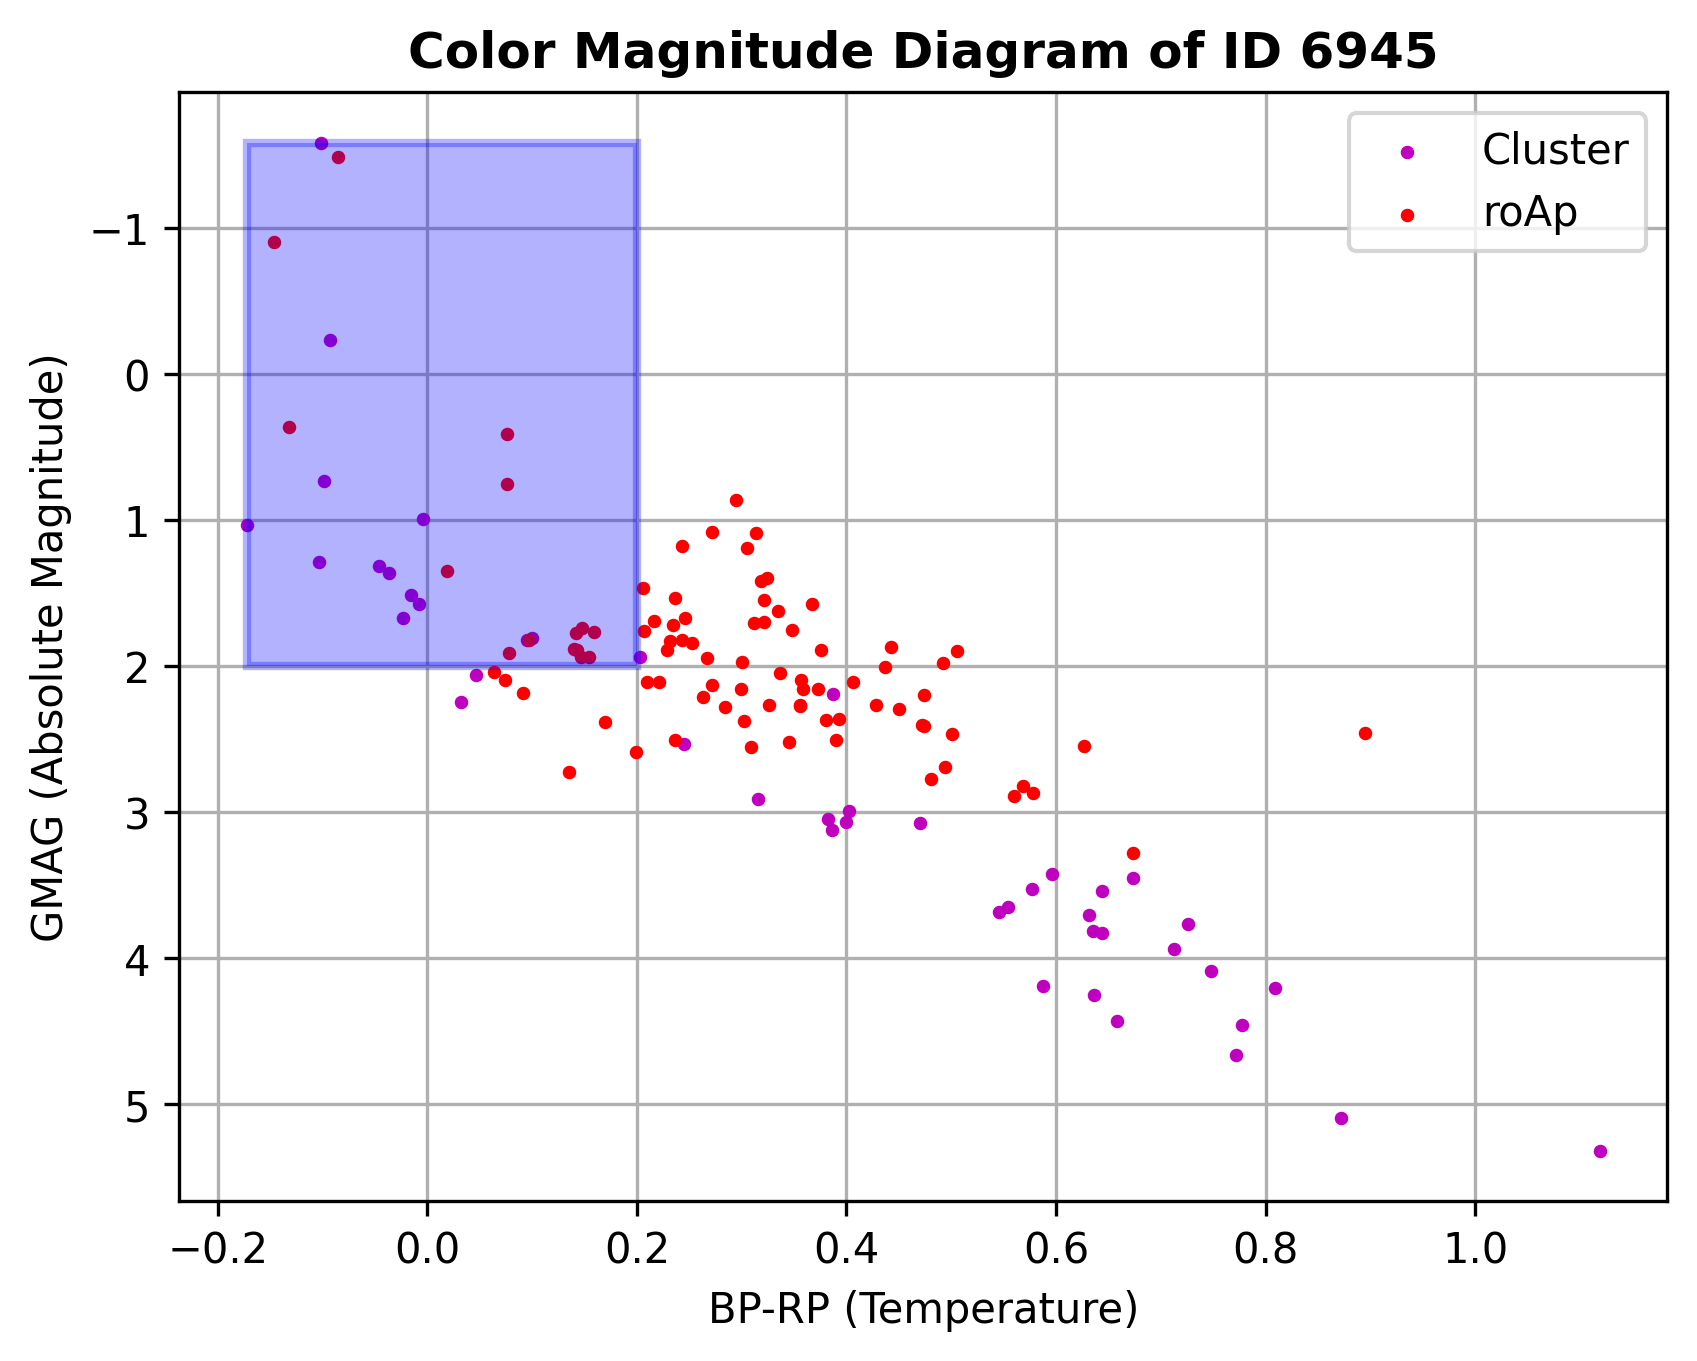 Color Magnitude Diagram of ID 6945
Cluster
roAp
−1
0
1
2
3
4
5
GMAG (Absolute Magnitude)
−0.2 0.0 0.2 0.4 0.6 0.8 1.0
BP-RP (Temperature)